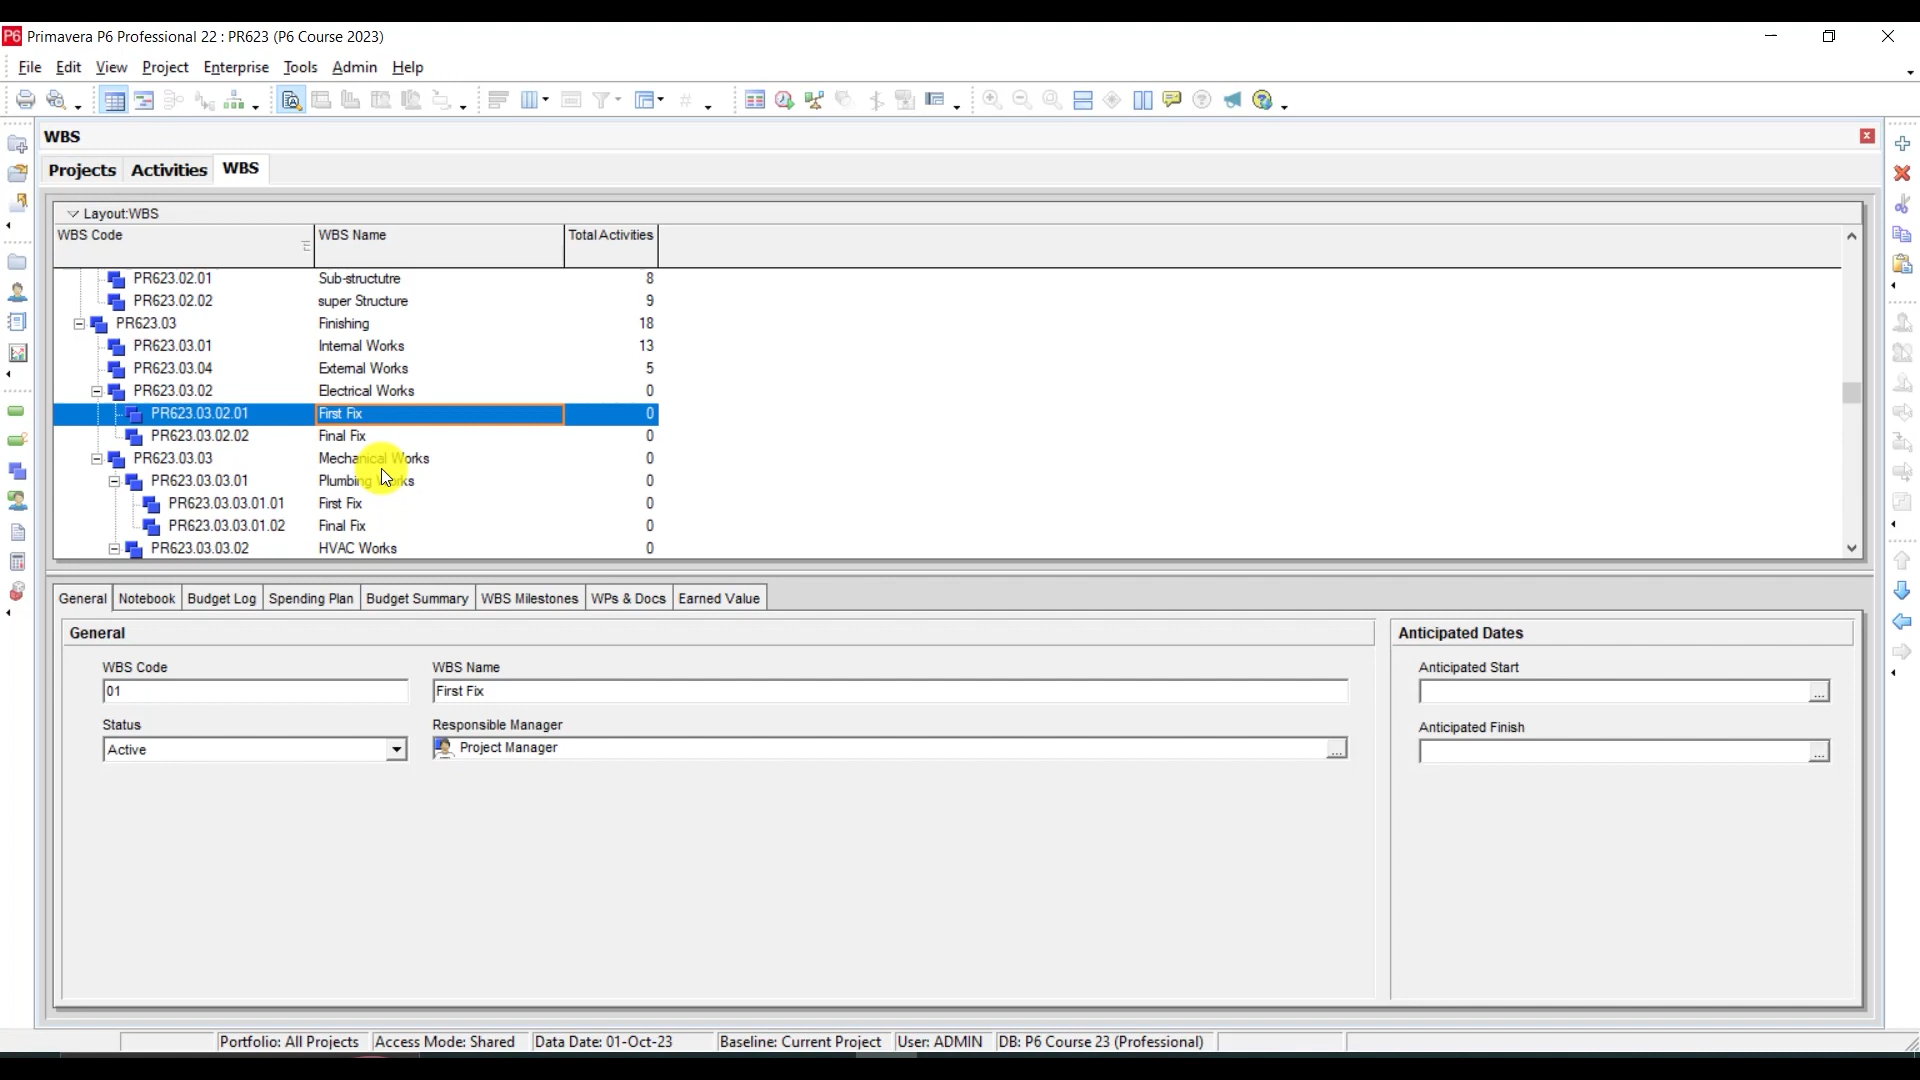 P6 Primavera P6 Professional 22 : PR623 (P6 Course 2023)
File Edit View Project Enterprise Tools Admin Help
WBS
Projects Activities WBS
Layout:WBS
WBS Code WBS Name Total Activities
PR623.02.01 Sub-structutre 8
PR623.02.02 super Structure 9
PR623.03 Finishing 18
PR623.03.01 Internal Works 13
PR623.03.04 External Works 5
PR623.03.02 Electrical Works 0
PR623.03.02.01 First Fix 0
PR623.03.02.02 Final Fix 0
PR623.03.03 Mechanical Works 0
PR623.03.03.01 Plumbing Works 0
PR623.03.03.01.01 First Fix 0
PR623.03.03.01.02 Final Fix 0
PR623.03.03.02 HVAC Works 0
General Notebook Budget Log Spending Plan Budget Summary WBS Milestones WPs & Docs Earned Value
General Anticipated Dates
WBS Code WBS Name Anticipated Start
01 First Fix
Status Responsible Manager Anticipated Finish
Active Project Manager
Portfolio: All Projects Access Mode: Shared Data Date: 01-Oct-23 Baseline: Current Project User: ADMIN DB: P6 Course 23 (Professional)